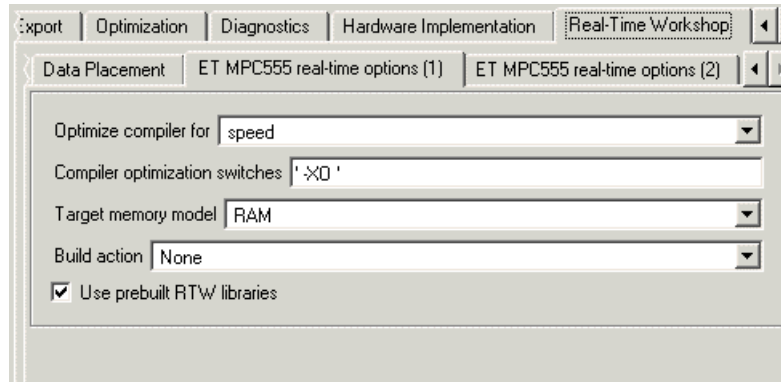 Export Optimization Diagnostics Hardware Implementation Real-Time Workshop
Data Placement ET MPC555 real-time options (1) ET MPC555 real-time options (2)
Optimize compiler for speed
Compiler optimization switches ' -XO '
Target memory model RAM
Build action None
Use prebuilt RTW libraries